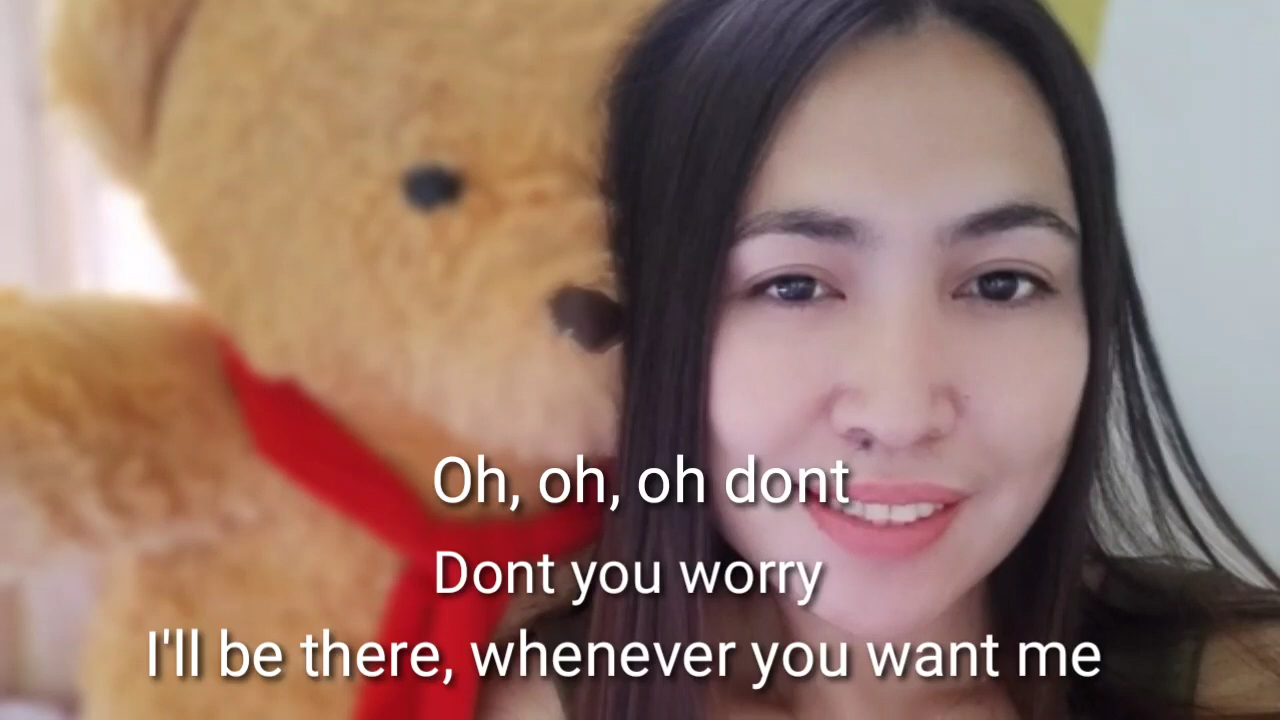 Oh, oh, oh dont
Dont you worry
I'll be there, whenever you want me